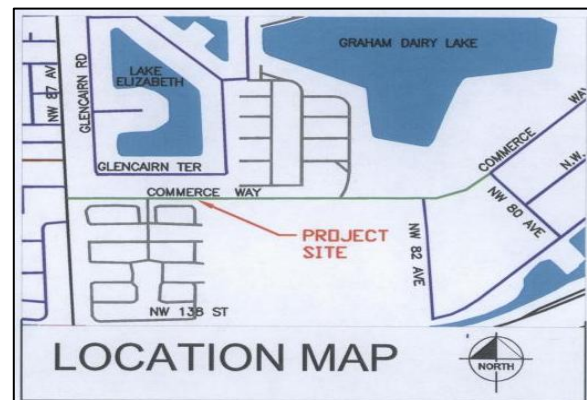 GRAHAM DAIRY LAKE
LAKE
ELIZABETH
NW 87 AV
GLENCAIRN RD
GLENCAIRN TER
COMMERCE WAY
COMMERCE WAY
N.W.
NW 80 AVE
NW 82 AVE
PROJECT
SITE
NW 138 ST
LOCATION MAP
NORTH